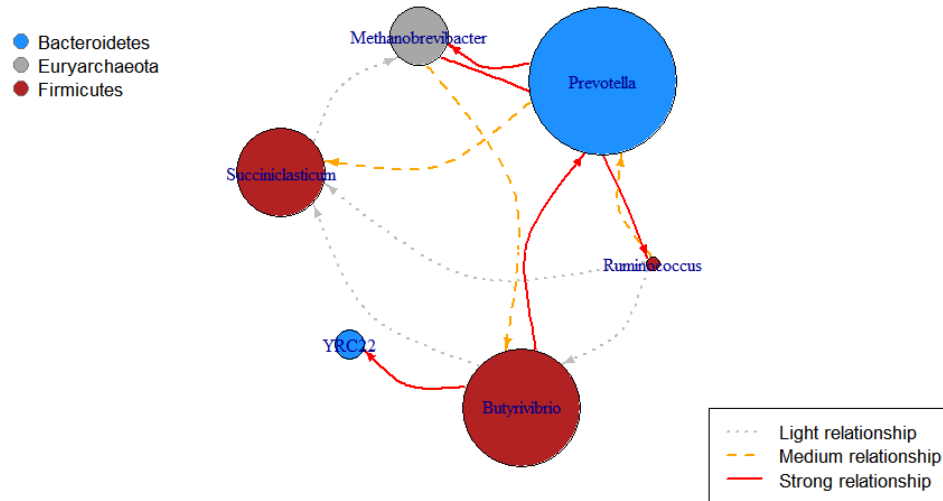 Bacteroidetes
Euryarchaeota
Firmicutes
Methanobrevibacter
Prevotella
Succiniclasticum
Ruminococcus
YRC22
Butyrivibrio
Light relationship
Medium relationship
Strong relationship